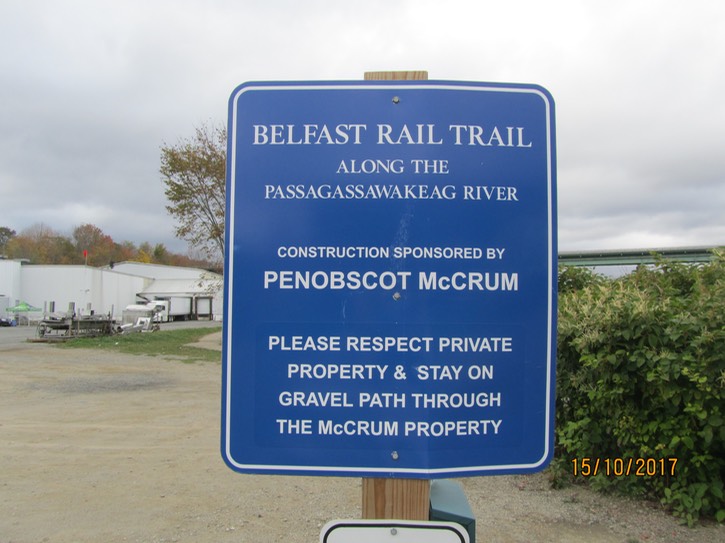 BELFAST RAIL TRAIL
ALONG THE
PASSAGASSAWAKEAG RIVER
CONSTRUCTION SPONSORED BY
PENOBSCOT McCRUM
PLEASE RESPECT PRIVATE
PROPERTY & STAY ON
GRAVEL PATH THROUGH
THE McCRUM PROPERTY
15/10/2017